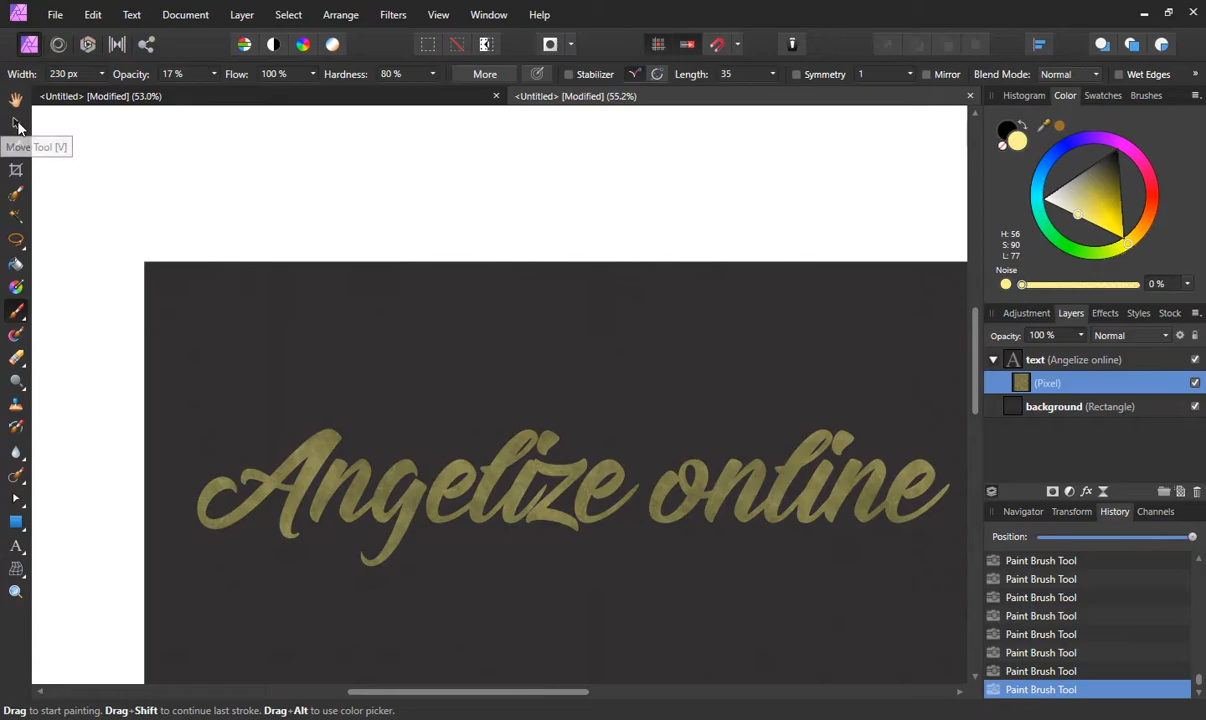 File Edit Text Document Layer Select Arrange Filters View Window Help
Width: 230 px Opacity: 17 % Flow: 100 % Hardness: 80 % More Stabilizer Length: 35 Symmetry 1 Mirror Blend Mode: Normal Wet Edges
<Untitled> [Modified] (53.0%) <Untitled> [Modified] (55.2%)
Histogram Color Swatches Brushes
Move Tool [V]
H: 56
S: 90
L: 77
Noise
0 %
Adjustment Layers Effects Styles Stock
Opacity: 100 % Normal
text (Angelize online)
(Pixel)
background (Rectangle)
Angelize online
Navigator Transform History Channels
Position:
Paint Brush Tool
Paint Brush Tool
Paint Brush Tool
Paint Brush Tool
Paint Brush Tool
Paint Brush Tool
Paint Brush Tool
Paint Brush Tool
Drag to start painting. Drag+Shift to continue last stroke. Drag+Alt to use color picker.